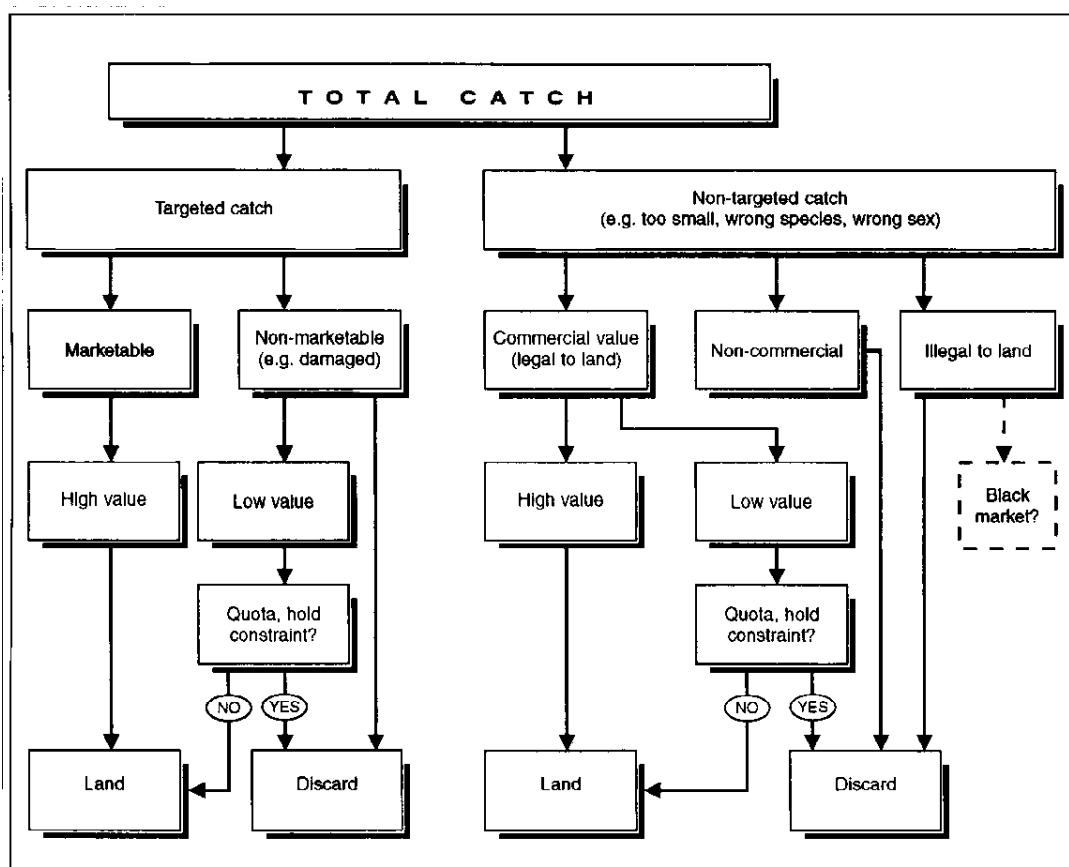 TOTAL CATCH
Targeted catch
Non-targeted catch
(e.g. too small, wrong species, wrong sex)
Marketable
Non-marketable
(e.g. damaged)
Commercial value
(legal to land)
Non-commercial
Illegal to land
High value
Low value
High value
Low value
Black
market?
Quota, hold
constraint?
Quota, hold
constraint?
NO
YES
NO
YES
Land
Discard
Land
Discard